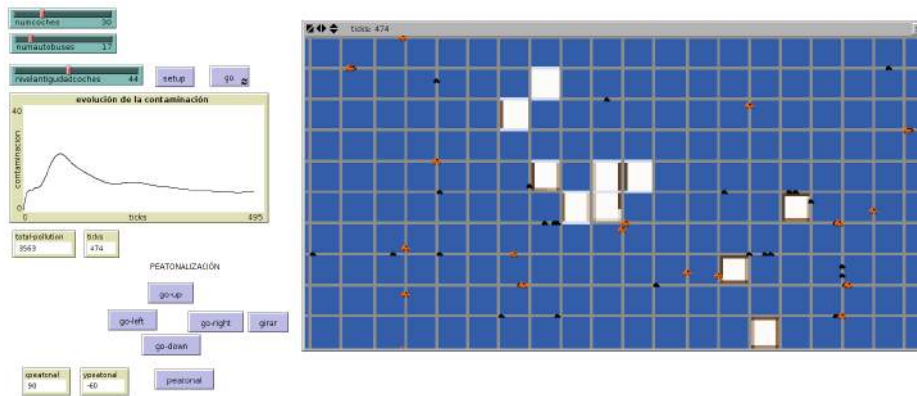 numcoches 30
numautobuses 17
nivelantigudadcoches 44
setup
go
evolución de la contaminación
40
contaminacion
0
0
ticks
495
total-pollution
3563
ticks
474
PEATONALIZACIÓN
go-up
go-left
go-right
girar
go-down
xpeatonal
90
ypeatonal
-60
peatonal
ticks: 474